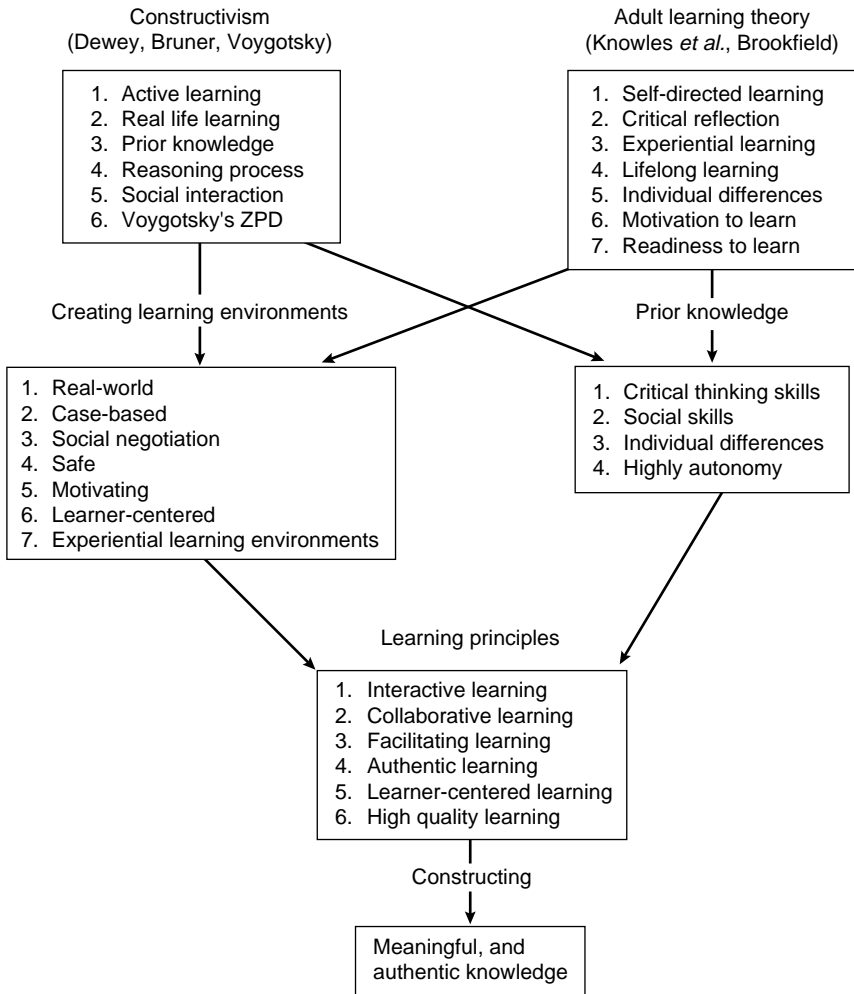 Constructivism
(Dewey, Bruner, Voygotsky)
1. Active learning
2. Real life learning
3. Prior knowledge
4. Reasoning process
5. Social interaction
6. Voygotsky's ZPD
Adult learning theory
(Knowles et al., Brookfield)
1. Self-directed learning
2. Critical reflection
3. Experiential learning
4. Lifelong learning
5. Individual differences
6. Motivation to learn
7. Readiness to learn
Creating learning environments
Prior knowledge
1. Real-world
2. Case-based
3. Social negotiation
4. Safe
5. Motivating
6. Learner-centered
7. Experiential learning environments
1. Critical thinking skills
2. Social skills
3. Individual differences
4. Highly autonomy
Learning principles
1. Interactive learning
2. Collaborative learning
3. Facilitating learning
4. Authentic learning
5. Learner-centered learning
6. High quality learning
Constructing
Meaningful, and
authentic knowledge